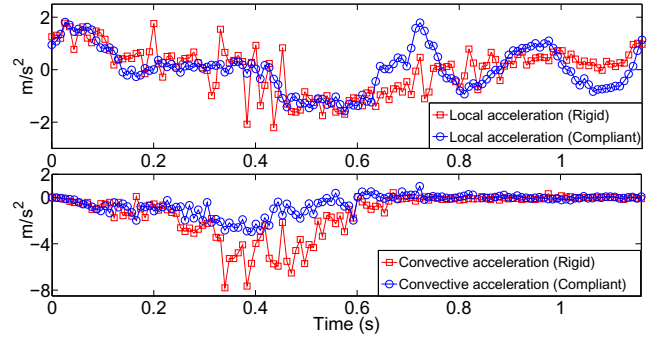 2
0
−2
m/s²
Local acceleration (Rigid)
Local acceleration (Compliant)
0 0.2 0.4 0.6 0.8 1
0
−4
−8
m/s²
Convective acceleration (Rigid)
Convective acceleration (Compliant)
0 0.2 0.4 0.6 0.8 1
Time (s)